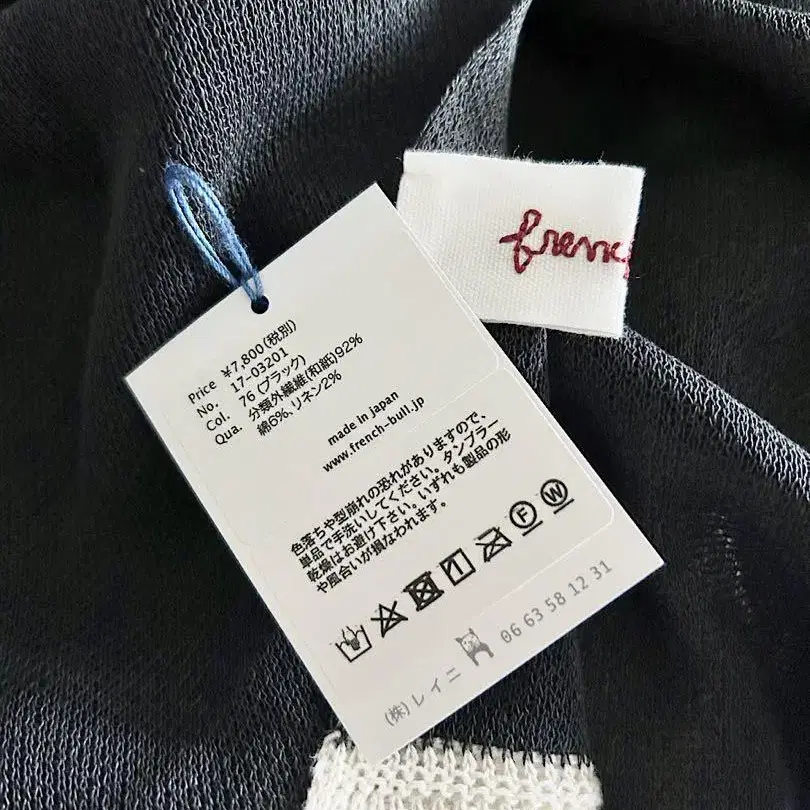 frenc
Price ¥7,800(税別)
No. 17-03201
Col. 76 (ブラック)
Qua. 分類外繊維(和紙)92%
綿6%,リネン2%
made in japan
www.french-bull.jp
色落ちや型崩れの恐れがありますので、
単品で手洗いしてください。タンブラー
乾燥はお避け下さい。いずれも製品の形
や風合いが損なわれます。
F W
(株)レイニ 06 63 58 12 31